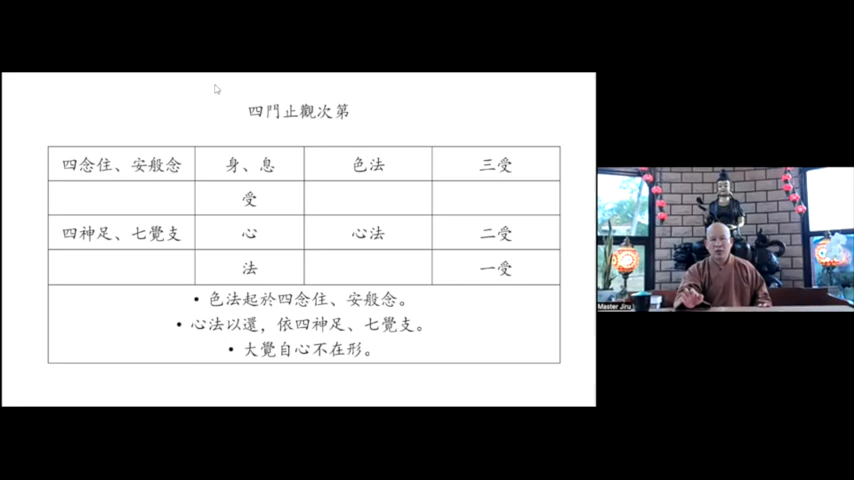 四門止觀次第
四念住、安般念 身、息 色法 三受
受
四神足、七覺支 心 心法 二受
法 一受
• 色法起於四念住、安般念。
• 心法以還，依四神足、七覺支。
• 大覺自心不在形。
Master Jiru